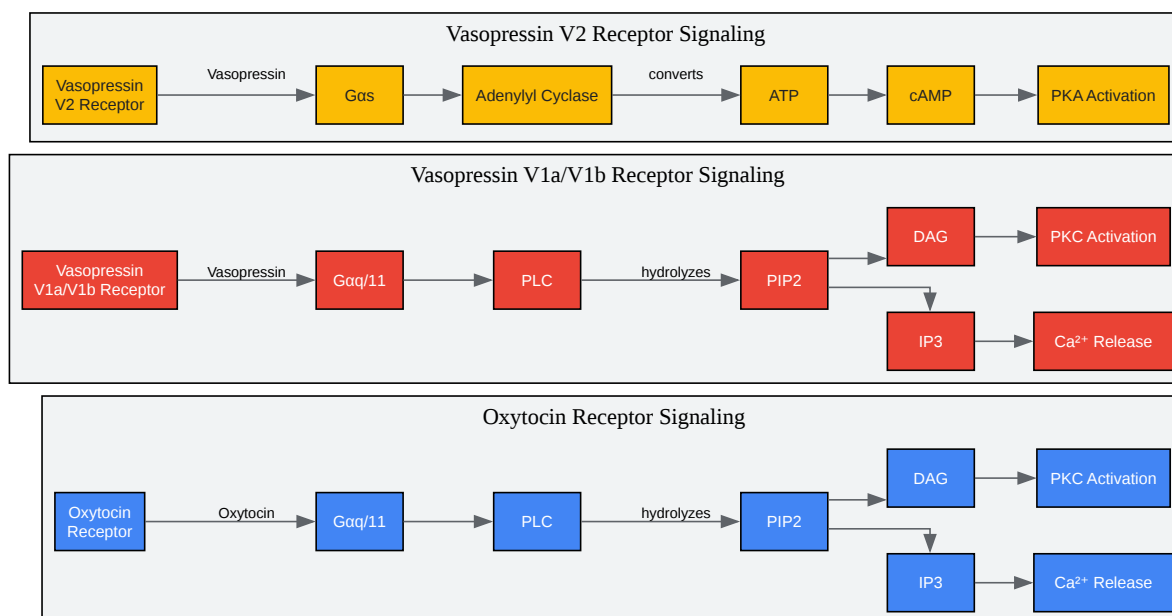 Vasopressin V2 Receptor Signaling
Vasopressin
V2 Receptor
Vasopressin
Gαs
Adenylyl Cyclase
converts
ATP
cAMP
PKA Activation
Vasopressin V1a/V1b Receptor Signaling
Vasopressin
V1a/V1b Receptor
Vasopressin
Gαq/11
PLC
hydrolyzes
PIP2
DAG
PKC Activation
IP3
Ca²⁺ Release
Oxytocin Receptor Signaling
Oxytocin
Receptor
Oxytocin
Gαq/11
PLC
hydrolyzes
PIP2
DAG
PKC Activation
IP3
Ca²⁺ Release